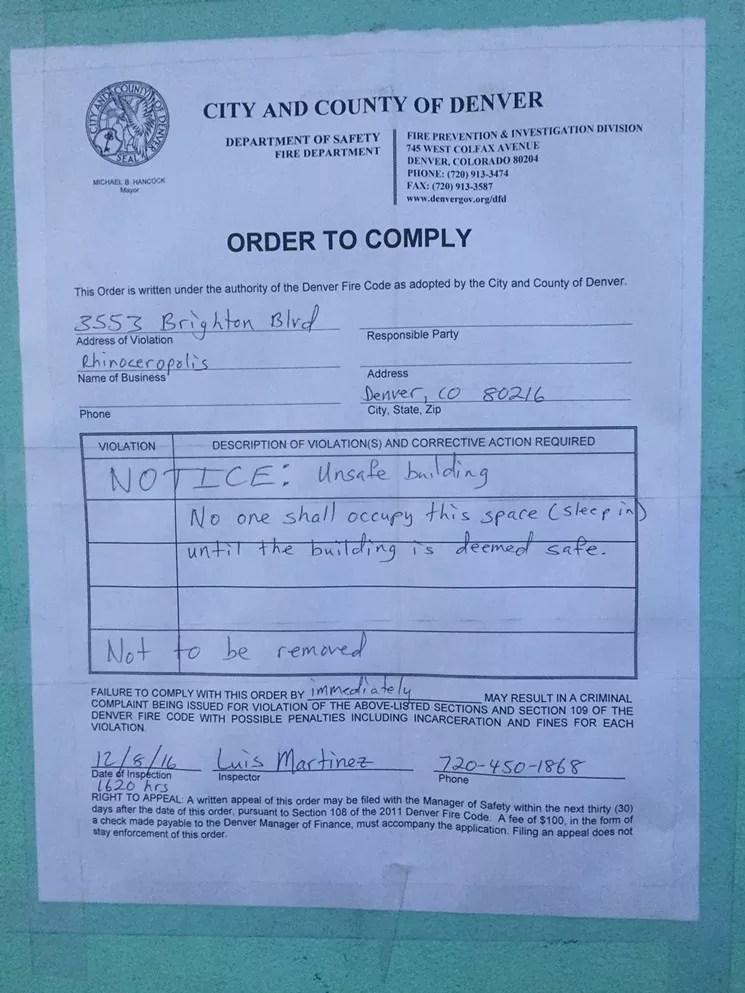 CITY AND COUNTY OF DENVER
SEAL
MICHAEL B. HANCOCK
Mayor
CITY AND COUNTY OF DENVER
DEPARTMENT OF SAFETY
FIRE DEPARTMENT
FIRE PREVENTION & INVESTIGATION DIVISION
745 WEST COLFAX AVENUE
DENVER, COLORADO 80204
PHONE: (720) 913-3474
FAX: (720) 913-3587
www.denvergov.org/dfd
ORDER TO COMPLY
This Order is written under the authority of the Denver Fire Code as adopted by the City and County of Denver.
3553 Brighton Blvd
Address of Violation
Responsible Party
Rhinoceropolis
Name of Business
Address
Denver, CO 80216
Phone
City, State, Zip
VIOLATION
DESCRIPTION OF VIOLATION(S) AND CORRECTIVE ACTION REQUIRED
NOTICE: Unsafe building
No one shall occupy this space (sleep in)
until the building is deemed safe.
Not to be removed
FAILURE TO COMPLY WITH THIS ORDER BY immediately MAY RESULT IN A CRIMINAL
COMPLAINT BEING ISSUED FOR VIOLATION OF THE ABOVE-LISTED SECTIONS AND SECTION 109 OF THE
DENVER FIRE CODE WITH POSSIBLE PENALTIES INCLUDING INCARCERATION AND FINES FOR EACH
VIOLATION.
12/8/16 Luis Martinez 720-450-1868
Date of Inspection Inspector Phone
1620 hrs
RIGHT TO APPEAL: A written appeal of this order may be filed with the Manager of Safety within the next thirty (30)
days after the date of this order, pursuant to Section 108 of the 2011 Denver Fire Code. A fee of $100, in the form of
a check made payable to the Denver Manager of Finance, must accompany the application. Filing an appeal does not
stay enforcement of this order.